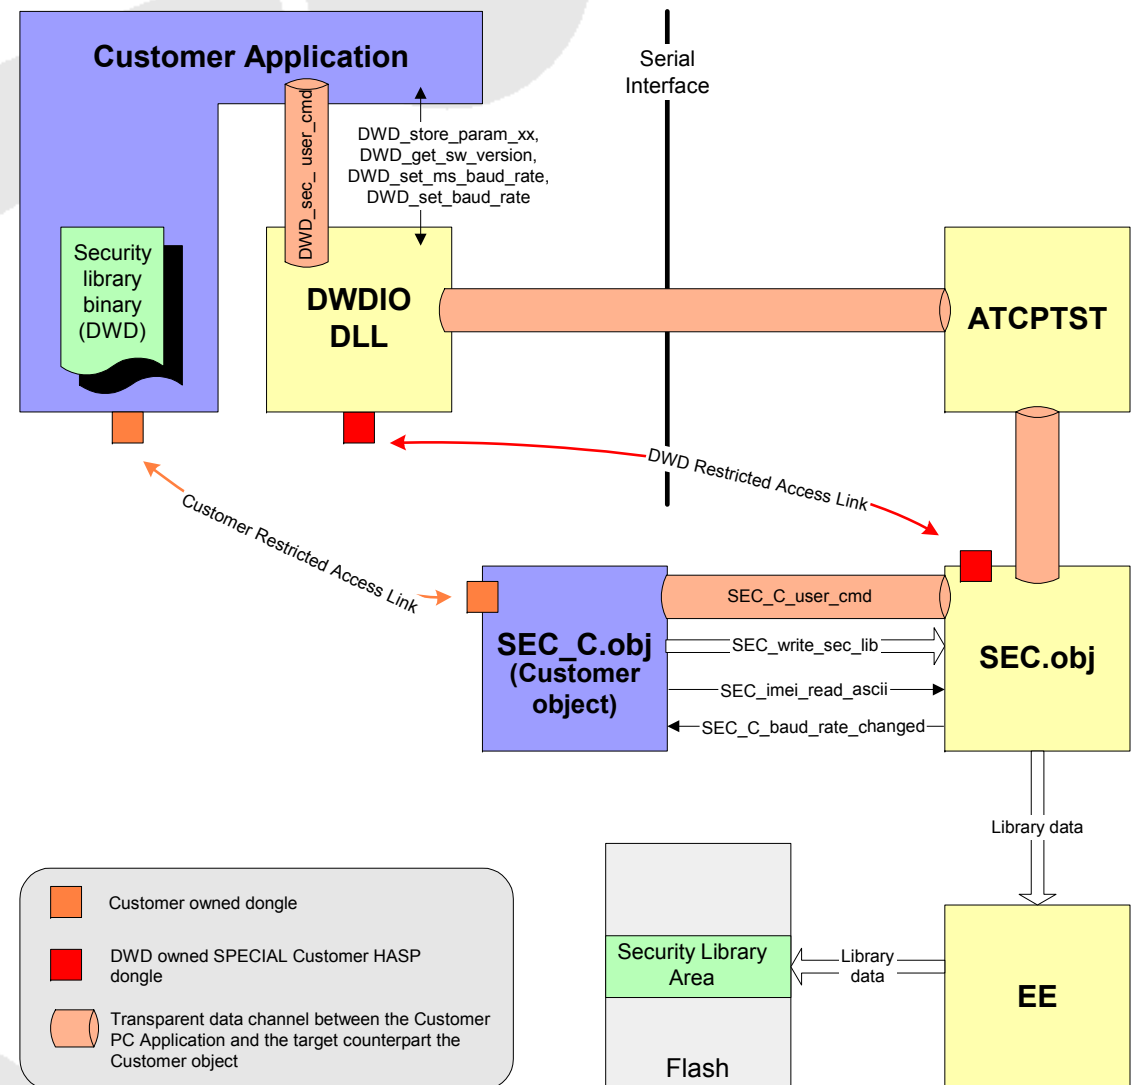 Customer Application
Serial
Interface
DWD_sec_ user_cmd
DWD_store_param_xx,
DWD_get_sw_version,
DWD_set_ms_baud_rate,
DWD_set_baud_rate
Security
library
binary
(DWD)
DWDIO
DLL
ATCPTST
DWD Restricted Access Link
Customer Restricted Access Link
SEC_C.obj
(Customer
object)
SEC_C_user_cmd
SEC_write_sec_lib
SEC_imei_read_ascii
SEC_C_baud_rate_changed
SEC.obj
Library data
Customer owned dongle
DWD owned SPECIAL Customer HASP
dongle
Transparent data channel between the Customer
PC Application and the target counterpart the
Customer object
Security Library
Area
Flash
Library
data
EE